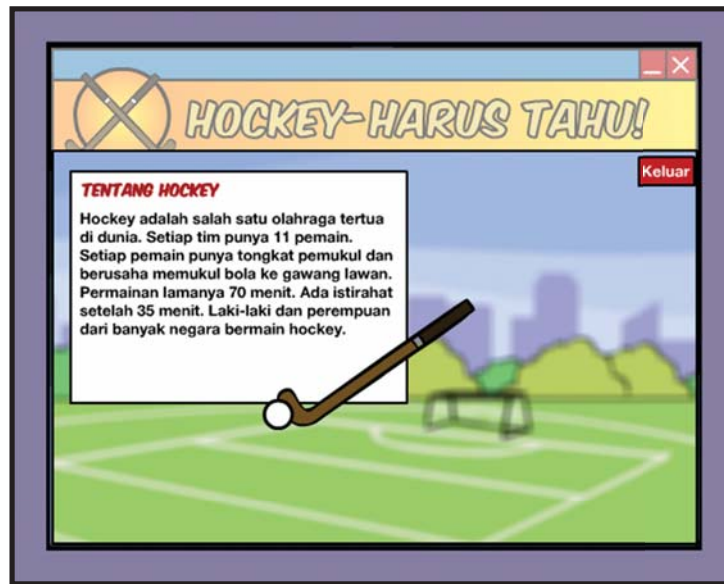 HOCKEY-HARUS TAHU!
Keluar
TENTANG HOCKEY
Hockey adalah salah satu olahraga tertua
di dunia. Setiap tim punya 11 pemain.
Setiap pemain punya tongkat pemukul dan
berusaha memukul bola ke gawang lawan.
Permainan lamanya 70 menit. Ada istirahat
setelah 35 menit. Laki-laki dan perempuan
dari banyak negara bermain hockey.